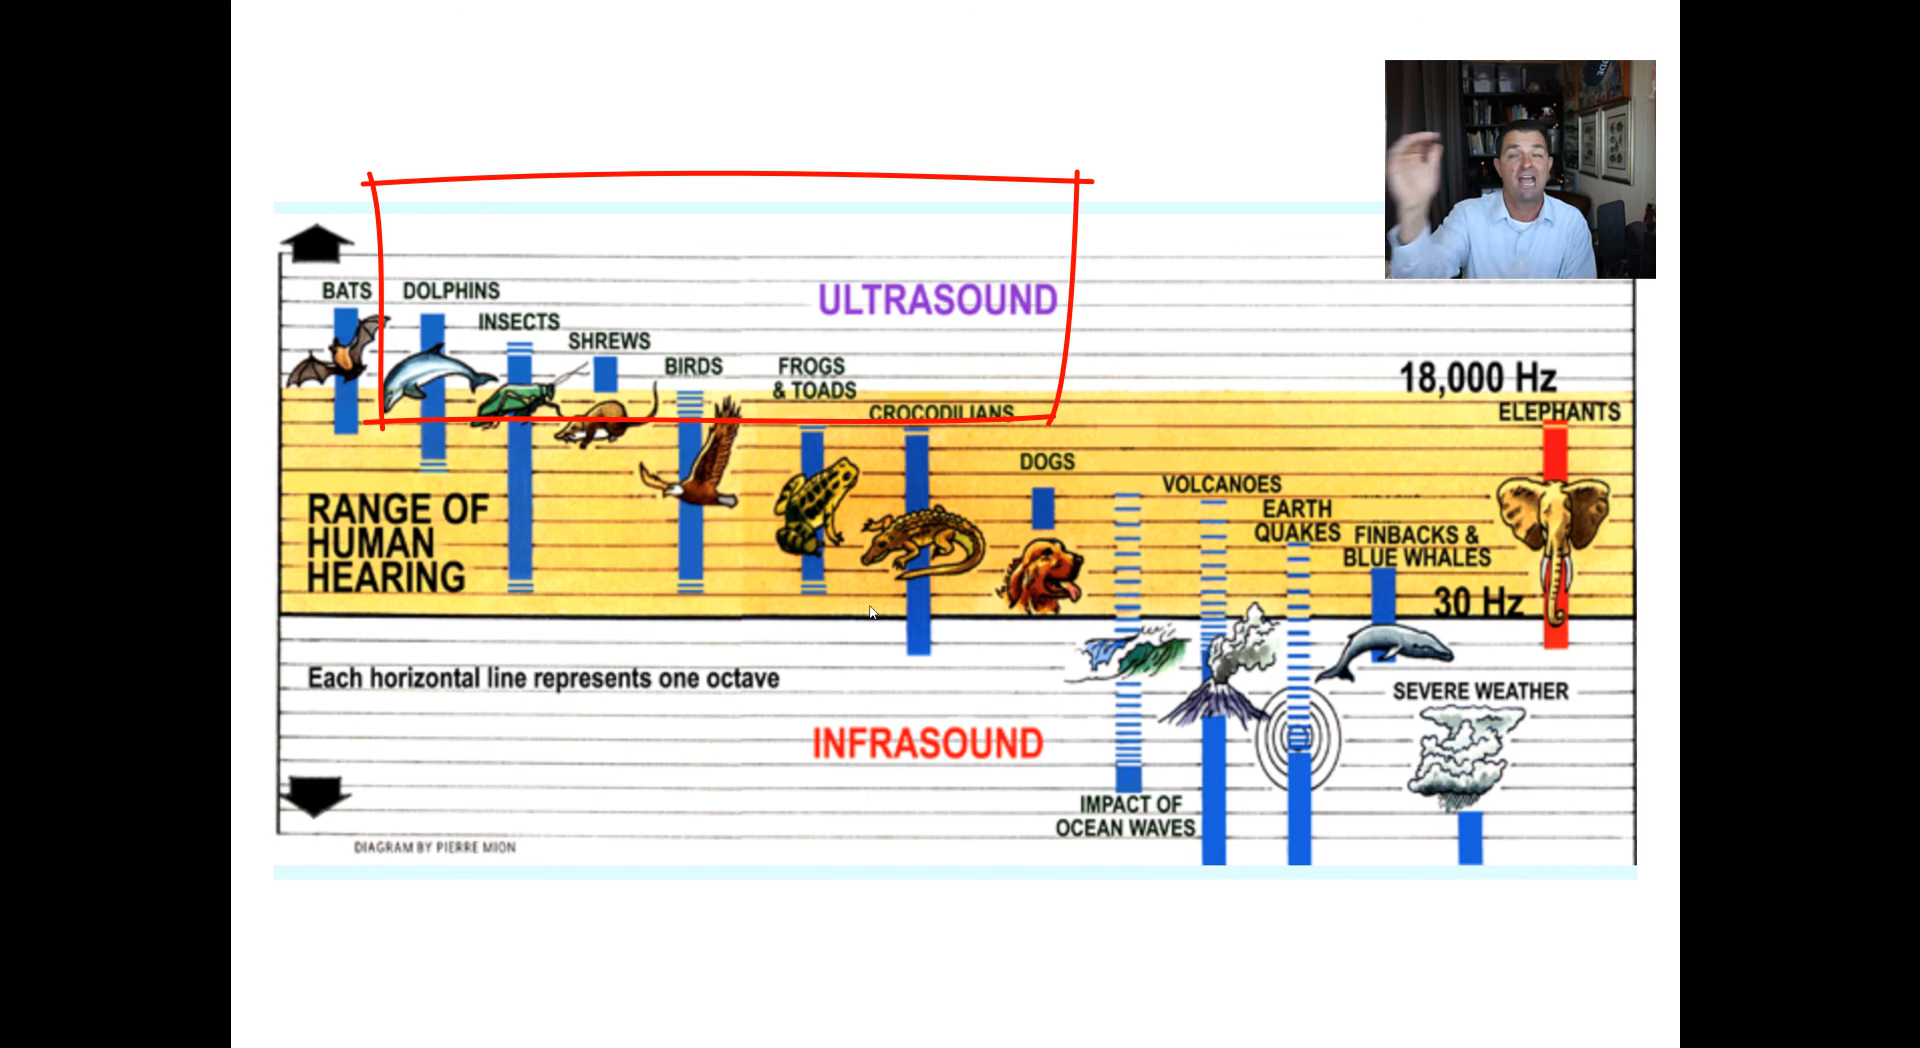 BATS
DOLPHINS
INSECTS
SHREWS
BIRDS
FROGS
& TOADS
CROCODILIANS
ULTRASOUND
18,000 Hz
ELEPHANTS
DOGS
VOLCANOES
EARTH
QUAKES
FINBACKS &
BLUE WHALES
RANGE OF
HUMAN
HEARING
30 Hz
Each horizontal line represents one octave
INFRASOUND
SEVERE WEATHER
IMPACT OF
OCEAN WAVES
DIAGRAM BY PIERRE MION